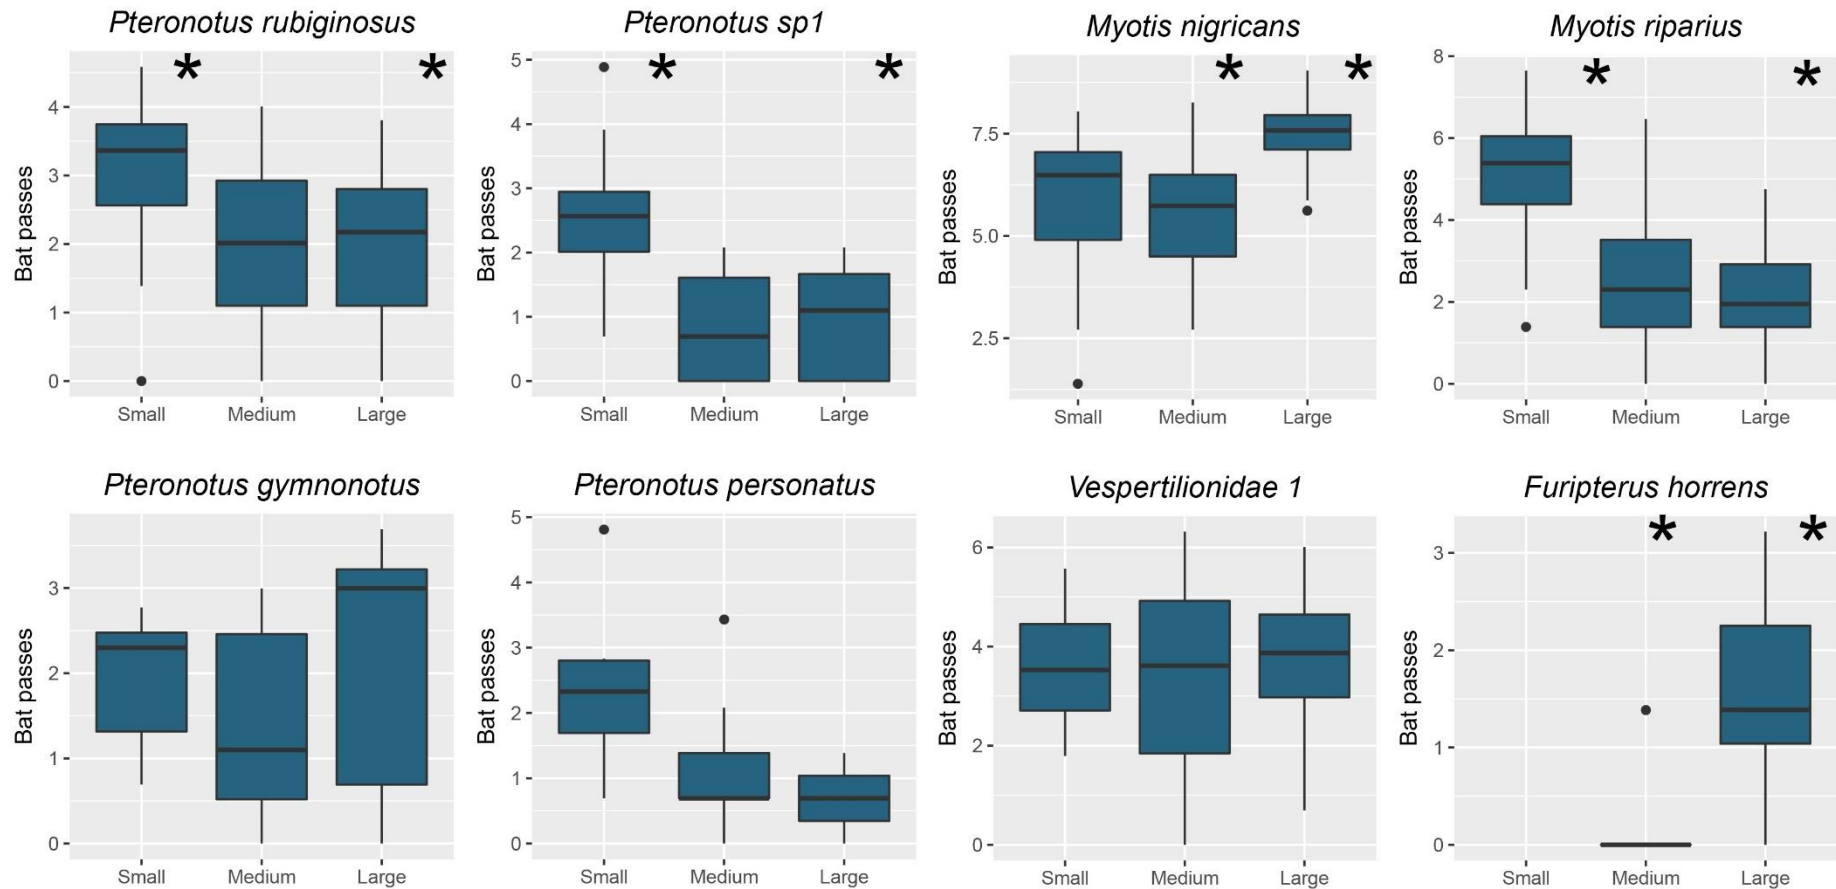 Pteronotus rubiginosus
*
*
Bat passes
4
3
2
1
0
Small Medium Large
Pteronotus sp1
*
*
Bat passes
5
4
3
2
1
0
Small Medium Large
Myotis nigricans
*
*
Bat passes
7.5
5.0
2.5
Small Medium Large
Myotis riparius
*
*
Bat passes
8
6
4
2
0
Small Medium Large
Pteronotus gymnonotus
Bat passes
3
2
1
0
Small Medium Large
Pteronotus personatus
Bat passes
5
4
3
2
1
0
Small Medium Large
Vespertilionidae 1
Bat passes
6
4
2
0
Small Medium Large
Furipterus horrens
*
*
Bat passes
3
2
1
0
Small Medium Large